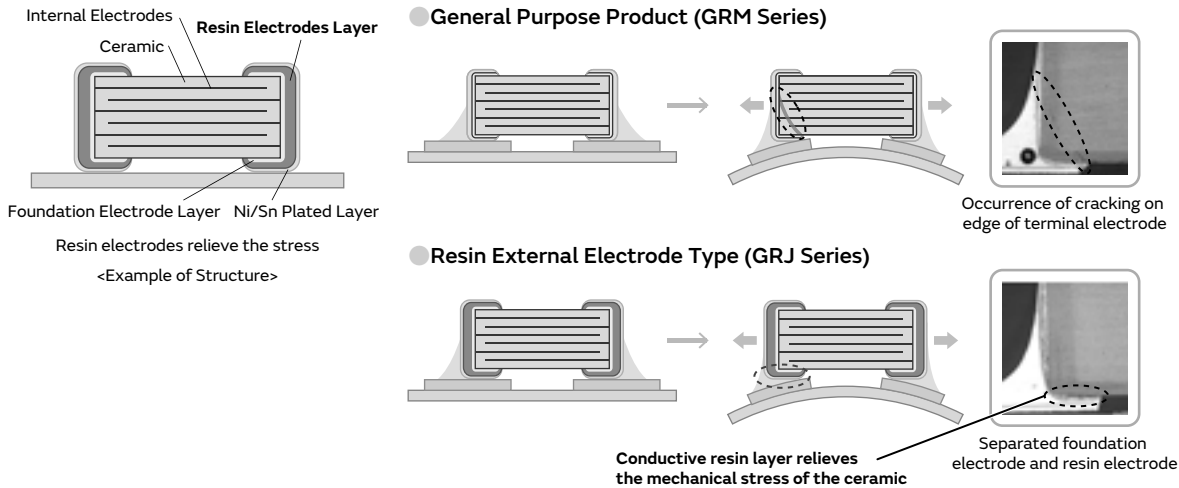 Internal Electrodes
Resin Electrodes Layer
Ceramic
Foundation Electrode Layer
Ni/Sn Plated Layer
Resin electrodes relieve the stress
<Example of Structure>
General Purpose Product (GRM Series)
Occurrence of cracking on
edge of terminal electrode
Resin External Electrode Type (GRJ Series)
Conductive resin layer relieves
the mechanical stress of the ceramic
Separated foundation
electrode and resin electrode